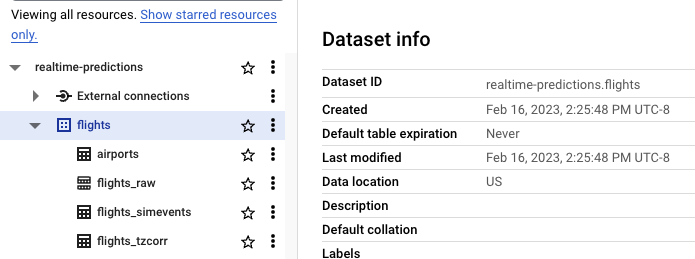 Viewing all resources. Show starred resources
only.
realtime-predictions
External connections
flights
airports
flights_raw
flights_simevents
flights_tzcorr
Dataset info
Dataset ID realtime-predictions.flights
Created Feb 16, 2023, 2:25:48 PM UTC-8
Default table expiration Never
Last modified Feb 16, 2023, 2:25:48 PM UTC-8
Data location US
Description
Default collation
Labels